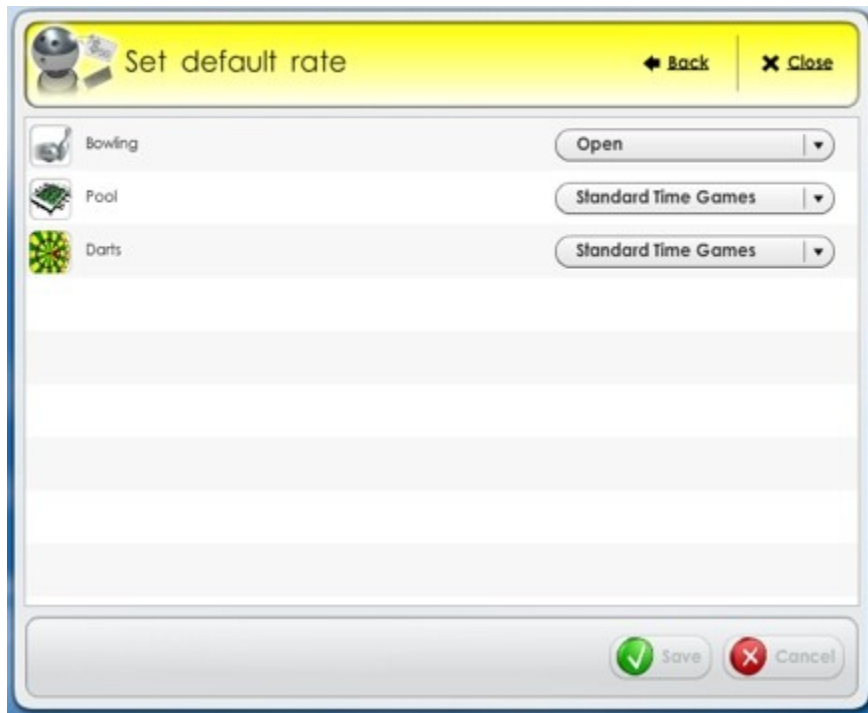 Set default rate Back Close
Bowling Open
Pool Standard Time Games
Darts Standard Time Games
Save Cancel